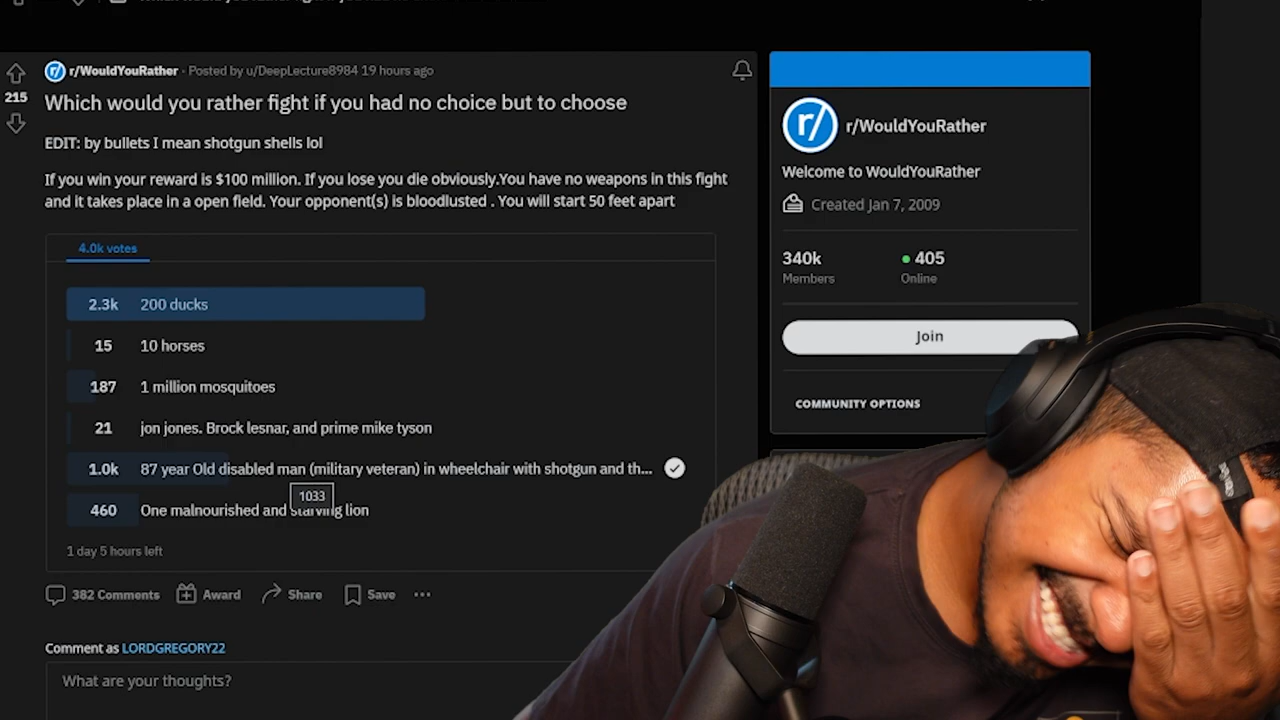 r/WouldYouRather · Posted by u/DeepLecture8984 19 hours ago
215
Which would you rather fight if you had no choice but to choose
EDIT: by bullets I mean shotgun shells lol
If you win your reward is $100 million. If you lose you die obviously.You have no weapons in this fight
and it takes place in a open field. Your opponent(s) is bloodlusted . You will start 50 feet apart
4.0k votes
2.3k 200 ducks
15 10 horses
187 1 million mosquitoes
21 jon jones. Brock lesnar, and prime mike tyson
1.0k 87 year Old disabled man (military veteran) in wheelchair with shotgun and th...
1033
460 One malnourished and starving lion
1 day 5 hours left
382 Comments Award Share Save ...
Comment as LORDGREGORY22
What are your thoughts?
r/ r/WouldYouRather
Welcome to WouldYouRather
Created Jan 7, 2009
340k 405
Members Online
Join
COMMUNITY OPTIONS